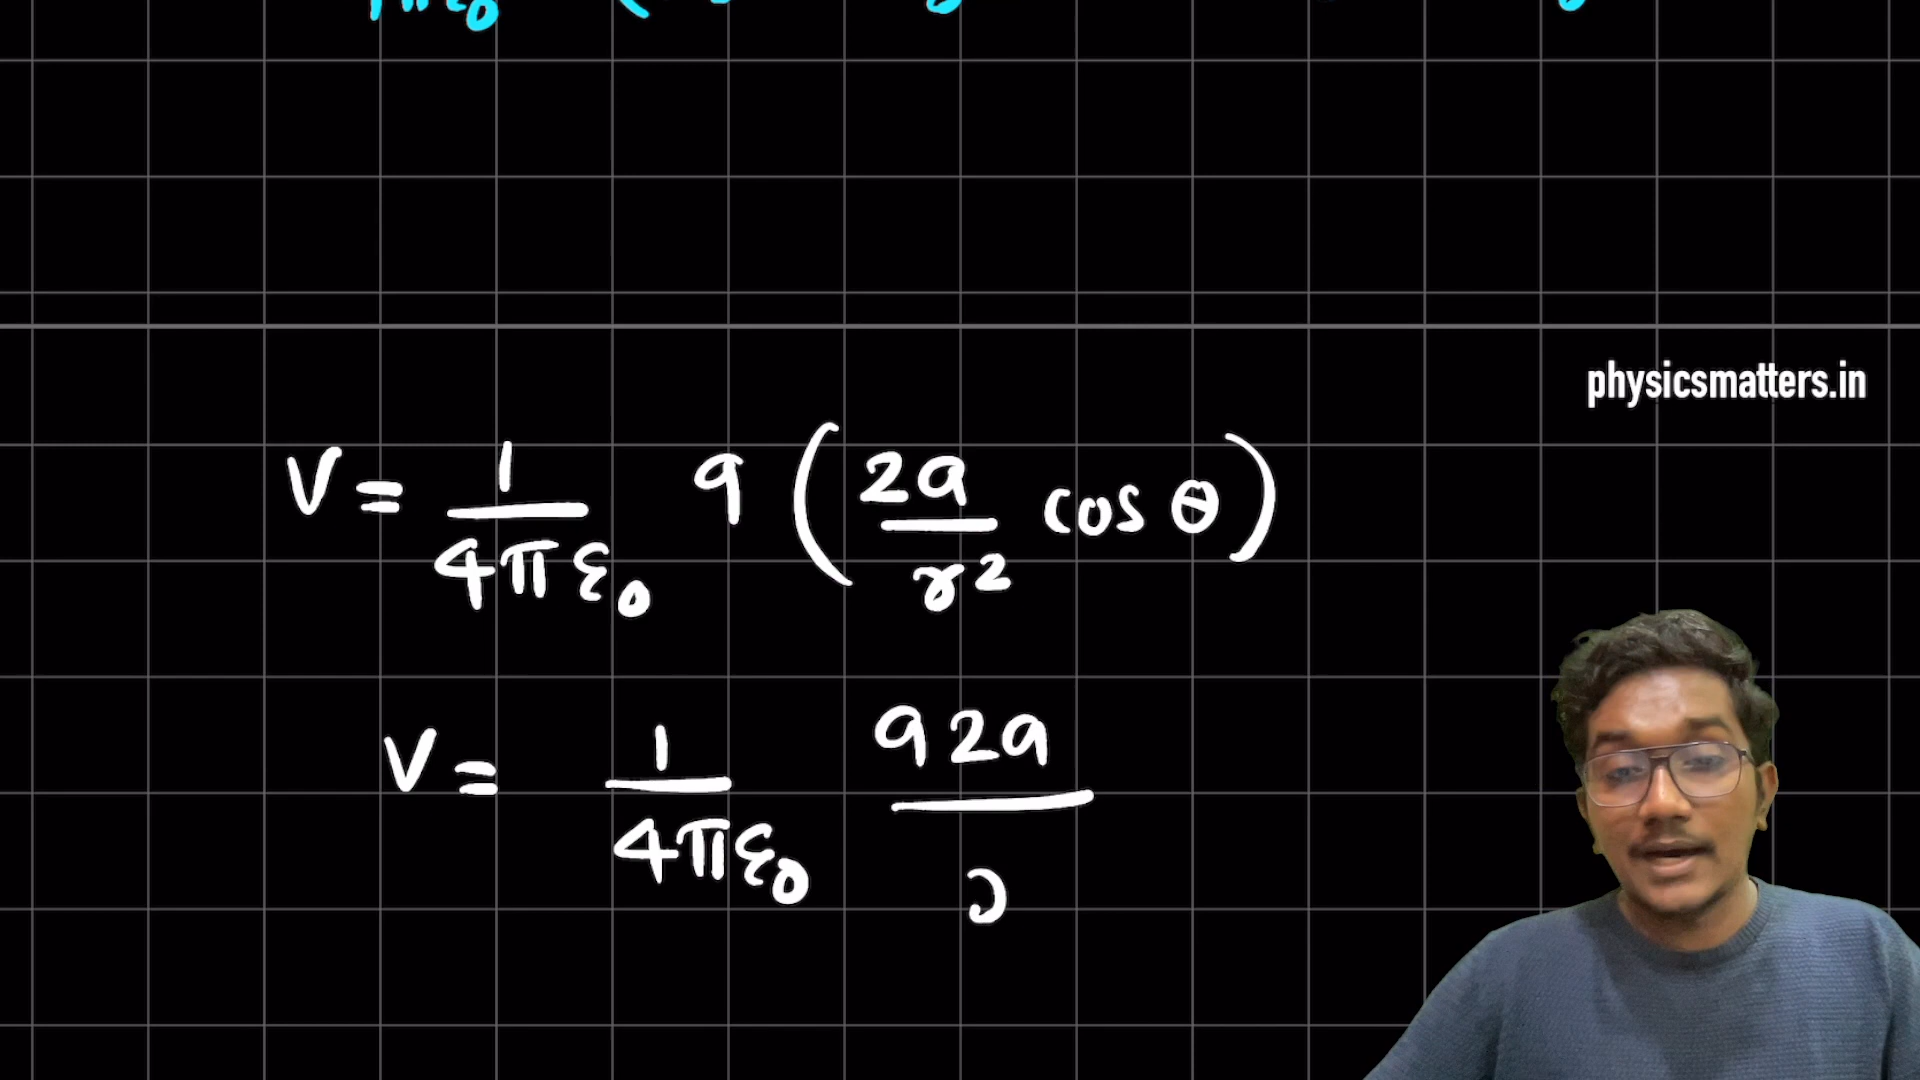 physicsmatters.in
V = 1/4πε₀ q (2a/r² cos θ)
V = 1/4πε₀ q2a/